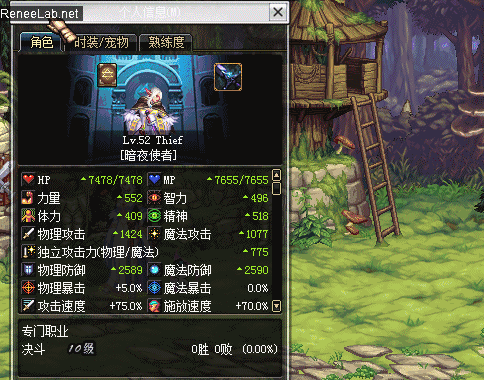 ReneeLab.net
个人信息(M)
角色 时装/宠物 熟练度
Lv.52 Thief
[暗夜使者]
HP 7478/7478 MP 7655/7655
力量 552 智力 496
体力 409 精神 518
物理攻击 1424 魔法攻击 1077
独立攻击力(物理/魔法) 775
物理防御 2589 魔法防御 2590
物理暴击 +5.0% 魔法暴击 0.0%
攻击速度 +75.0% 施放速度 +70.0%
专门职业
决斗 10级 0胜 0败 (0.00%)